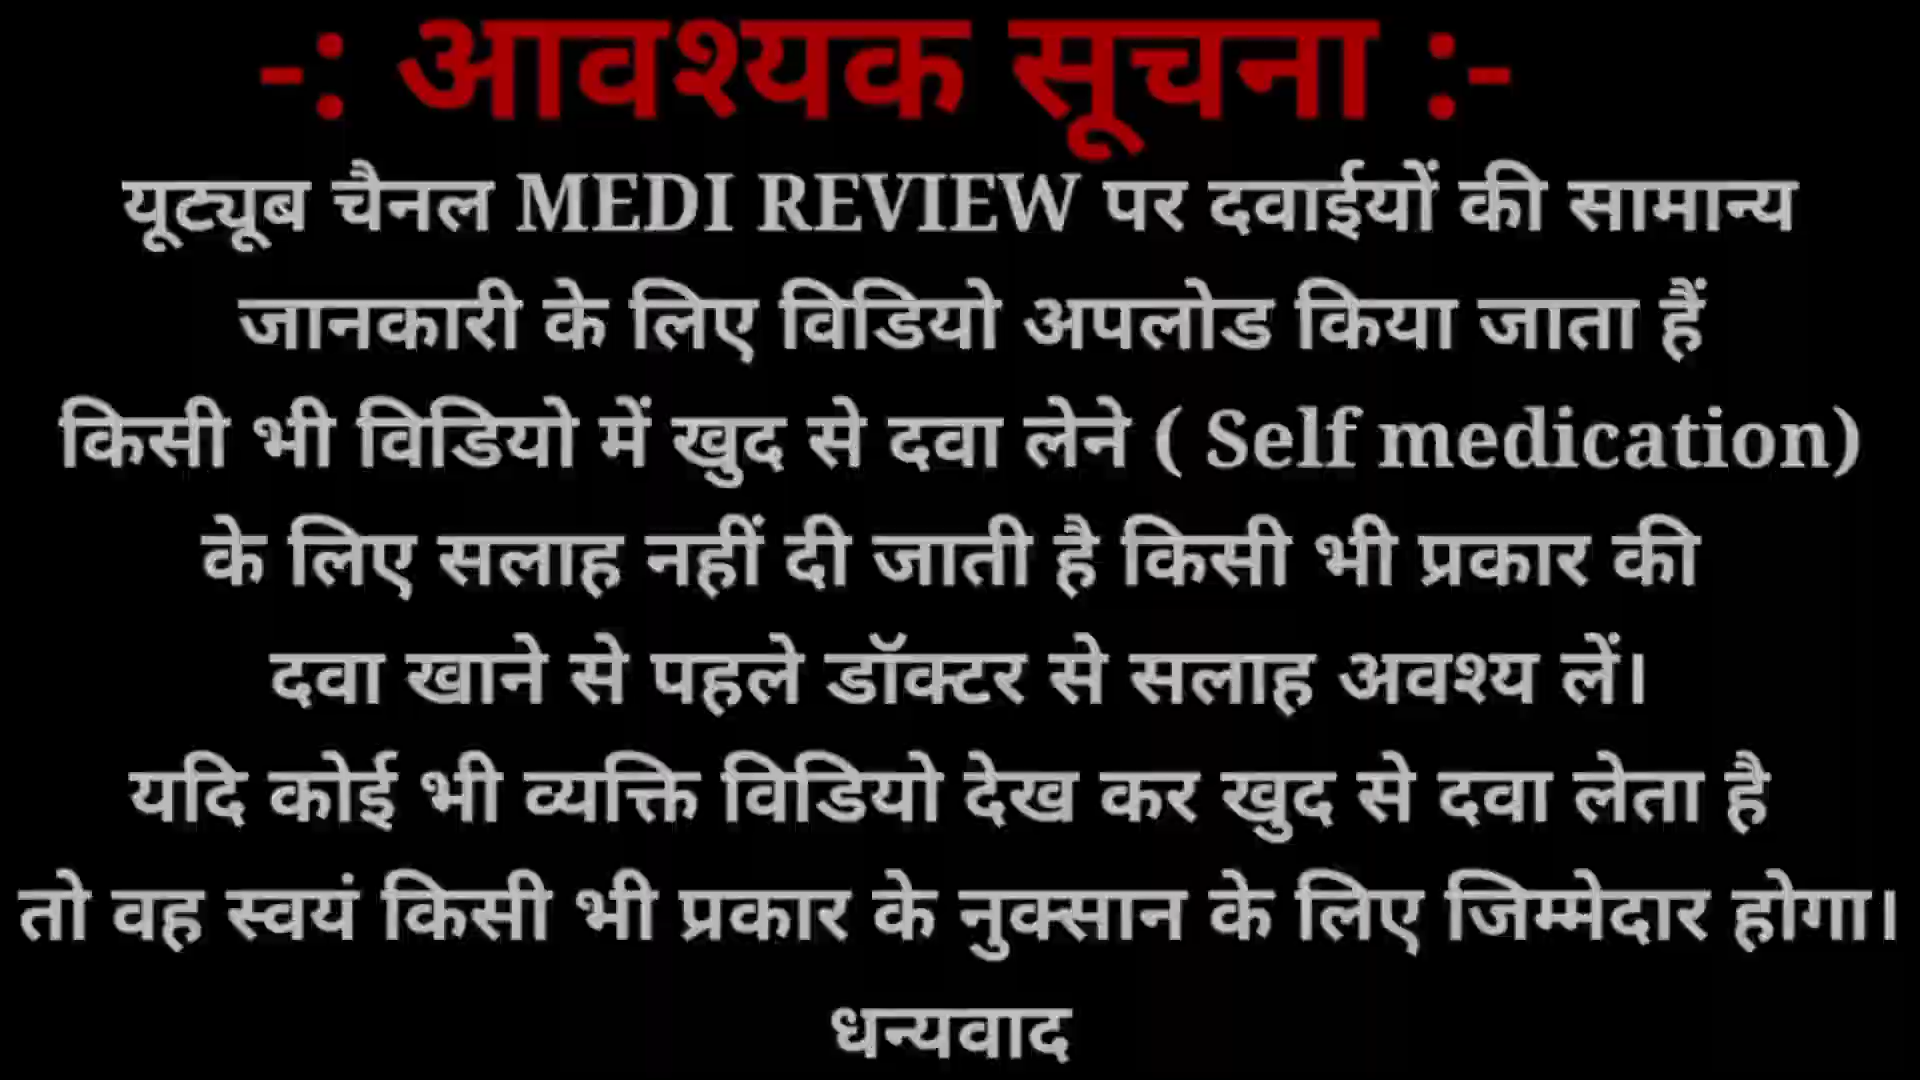 -: आवश्यक सूचना :-
यूट्यूब चैनल MEDI REVIEW पर दवाईयों की सामान्य
जानकारी के लिए विडियो अपलोड किया जाता हैं
किसी भी विडियो में खुद से दवा लेने ( Self medication)
के लिए सलाह नहीं दी जाती है किसी भी प्रकार की
दवा खाने से पहले डॉक्टर से सलाह अवश्य लें।
यदि कोई भी व्यक्ति विडियो देख कर खुद से दवा लेता है
तो वह स्वयं किसी भी प्रकार के नुक्सान के लिए जिम्मेदार होगा।
धन्यवाद